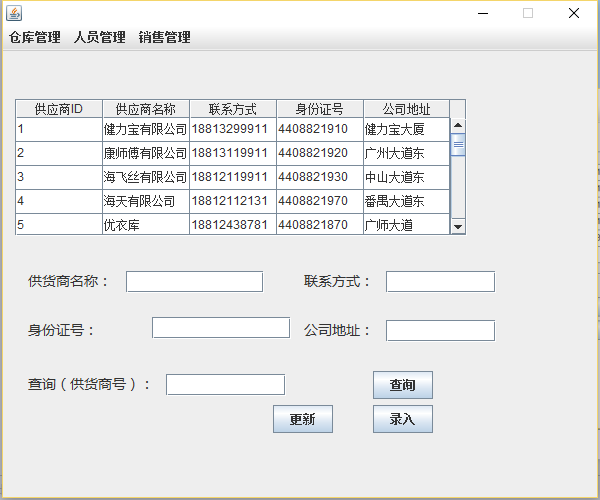 仓库管理 人员管理 销售管理
供应商ID 供应商名称 联系方式 身份证号 公司地址
1 健力宝有限公司 18813299911 4408821910 健力宝大厦
2 康师傅有限公司 18813119911 4408821920 广州大道东
3 海飞丝有限公司 18812119911 4408821930 中山大道东
4 海天有限公司 18812112131 4408821970 番禺大道东
5 优衣库 18812438781 4408821870 广师大道
供货商名称： 联系方式：
身份证号： 公司地址：
查询（供货商号）： 查询
更新 录入